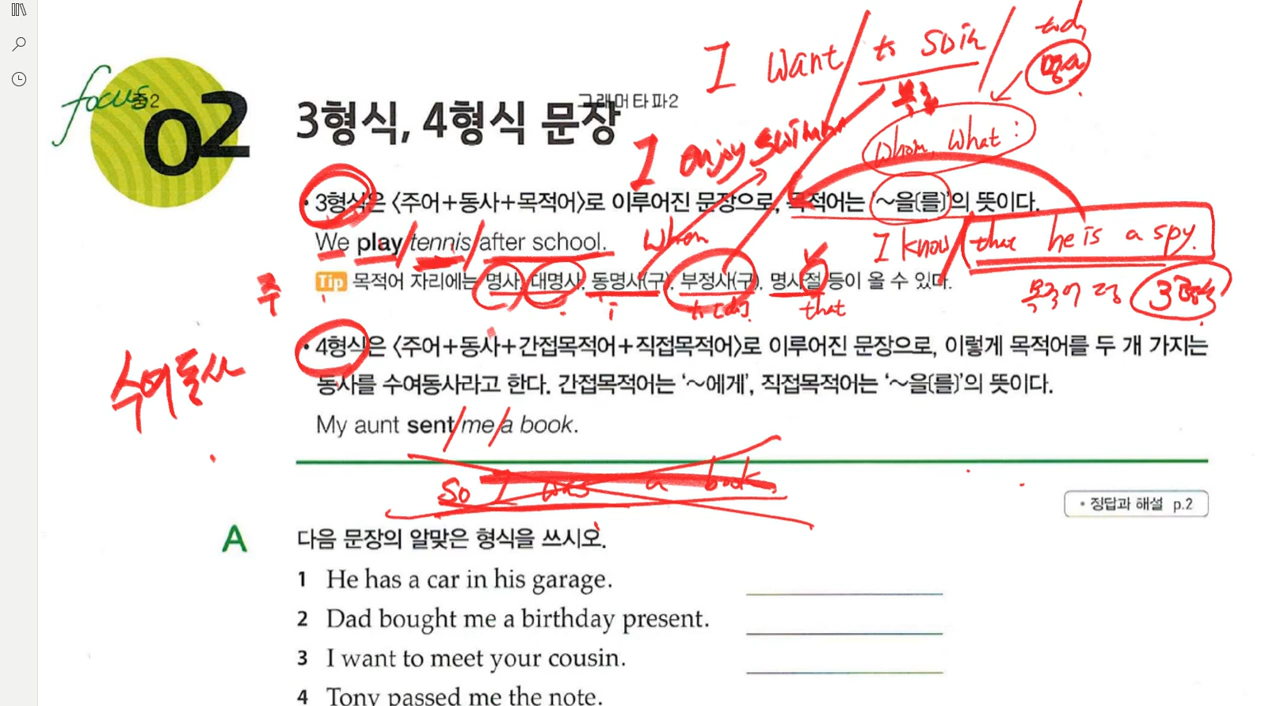 I want / to swim /
focus
중2
02
3형식, 4형식 문장
그래머타파2
I enjoy
whom, what :
• 3형식은 〈주어+동사+목적어〉로 이루어진 문장으로, 목적어는 '~을(를)'의 뜻이다.
We play/tennis/after school.
whom
I know / that he is a spy.
Tip 목적어 자리에는 명사, 대명사, 동명사(구), 부정사(구), 명사절 등이 올 수 있다.
주
that
3형식
• 4형식은 〈주어+동사+간접목적어+직접목적어〉로 이루어진 문장으로, 이렇게 목적어를 두 개 가지는
동사를 수여동사라고 한다. 간접목적어는 '~에게', 직접목적어는 '~을(를)'의 뜻이다.
수여동사
My aunt sent/me/a book.
So I was a book.
• 정답과 해설 p.2
A 다음 문장의 알맞은 형식을 쓰시오.
1 He has a car in his garage.
2 Dad bought me a birthday present.
3 I want to meet your cousin.
4 Tony passed me the note.